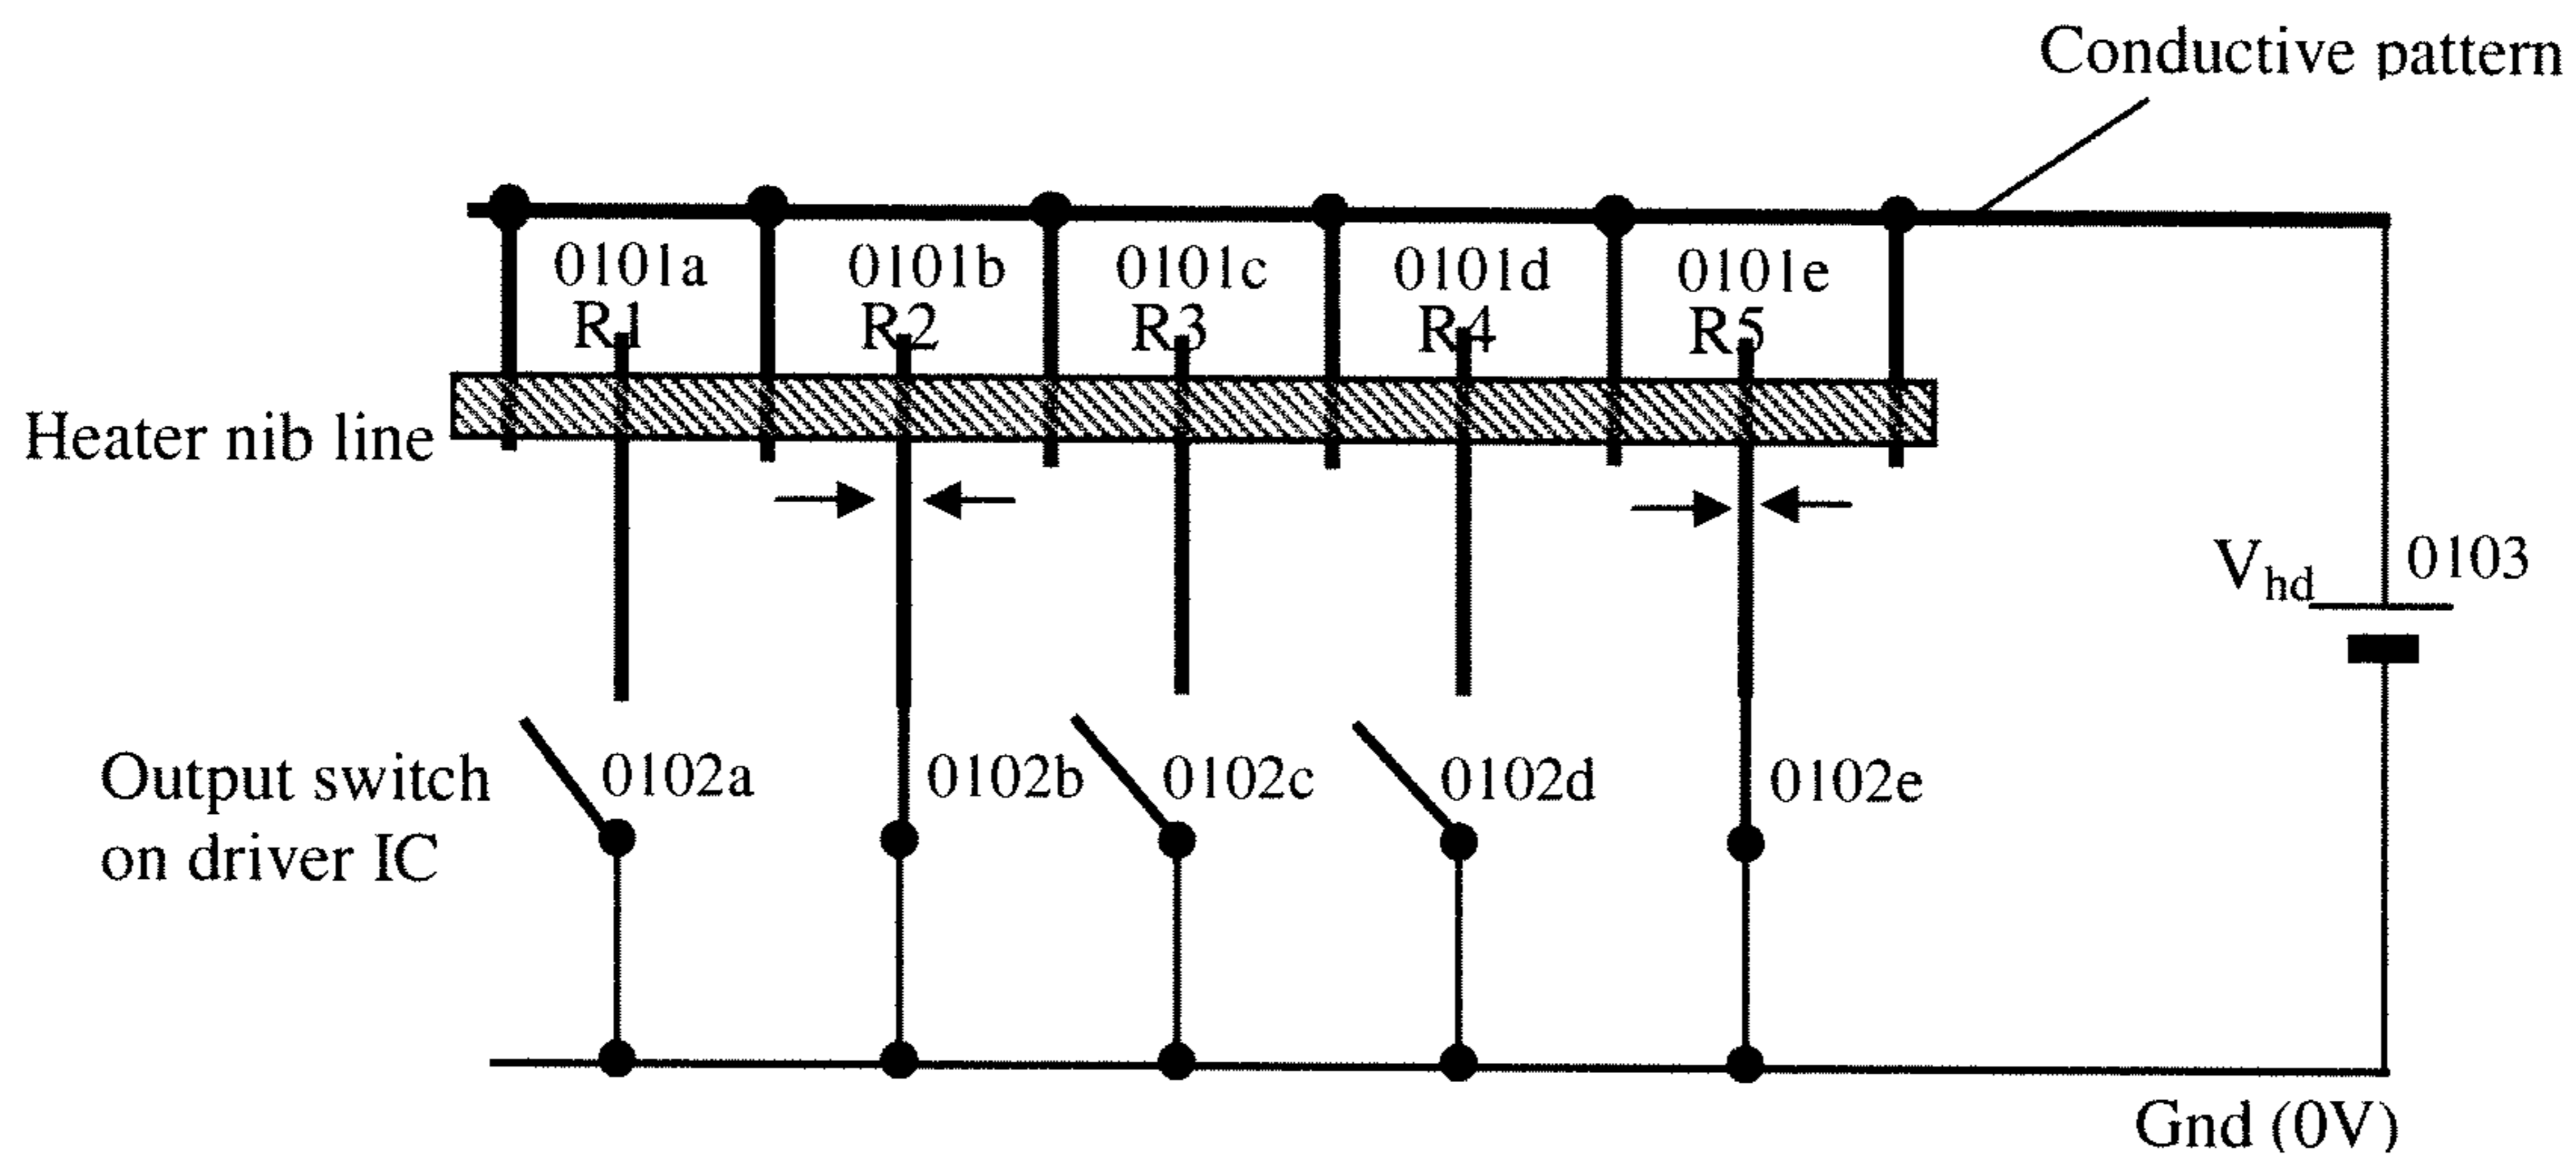 Conductive pattern
0101a
R1
0101b
R2
0101c
R3
0101d
R4
0101e
R5
Heater nib line
Vhd
0103
Output switch
on driver IC
0102a
0102b
0102c
0102d
0102e
Gnd (0V)